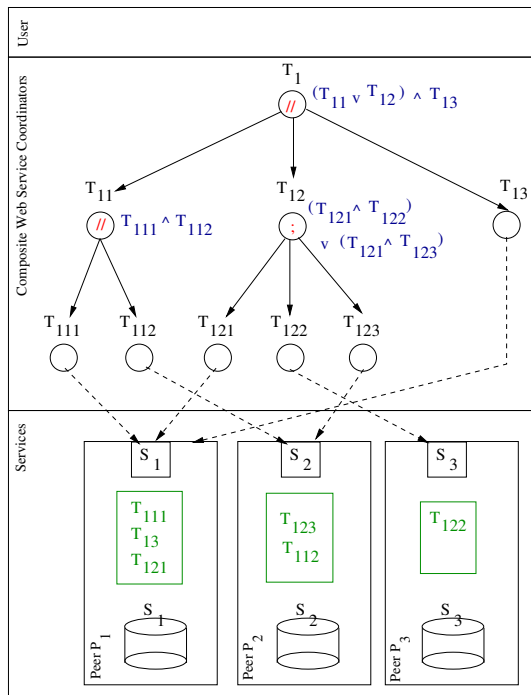 User
Composite Web Service Coordinators
T1
// (T11 v T12) ^ T13
T11
T12
T13
// T111 ^ T112
; (T121 ^ T122)
v (T121 ^ T123)
T111
T112
T121
T122
T123
Services
S1
S2
S3
T111
T13
T121
T123
T112
T122
S1
S2
S3
Peer P1
Peer P2
Peer P3